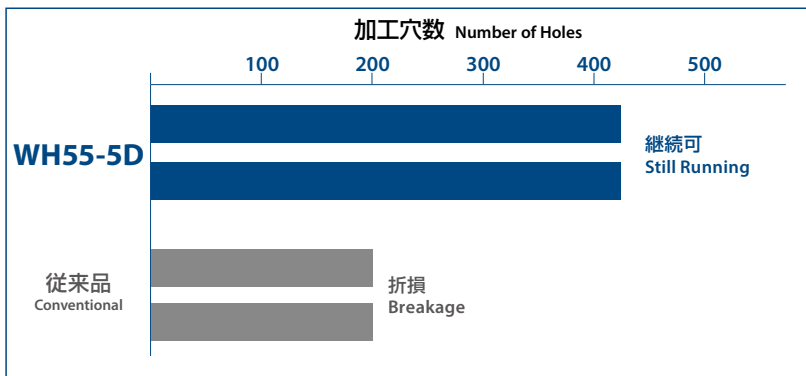 加工穴数 Number of Holes
100 200 300 400 500
WH55-5D
継続可
Still Running
従来品
Conventional
折損
Breakage